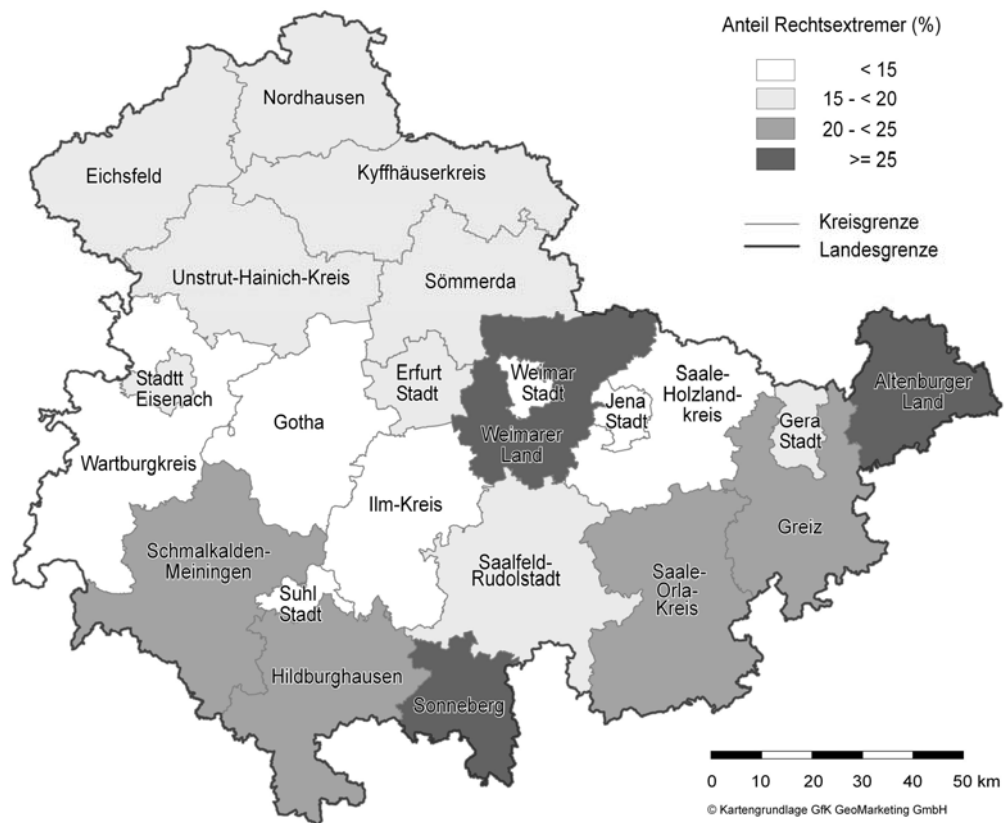 Anteil Rechtsextremer (%)
< 15
15 - < 20
20 - < 25
>= 25
Kreisgrenze
Landesgrenze
Nordhausen
Eichsfeld
Kyffhäuserkreis
Unstrut-Hainich-Kreis
Sömmerda
Stadtt
Eisenach
Gotha
Erfurt
Stadt
Weimar
Stadt
Weimarer
Land
Jena
Stadt
Saale-
Holzland-
kreis
Gera
Stadt
Altenburger
Land
Wartburgkreis
Ilm-Kreis
Greiz
Schmalkalden-
Meiningen
Suhl
Stadt
Saalfeld-
Rudolstadt
Saale-
Orla-
Kreis
Hildburghausen
Sonneberg
0 10 20 30 40 50 km
© Kartengrundlage GfK GeoMarketing GmbH